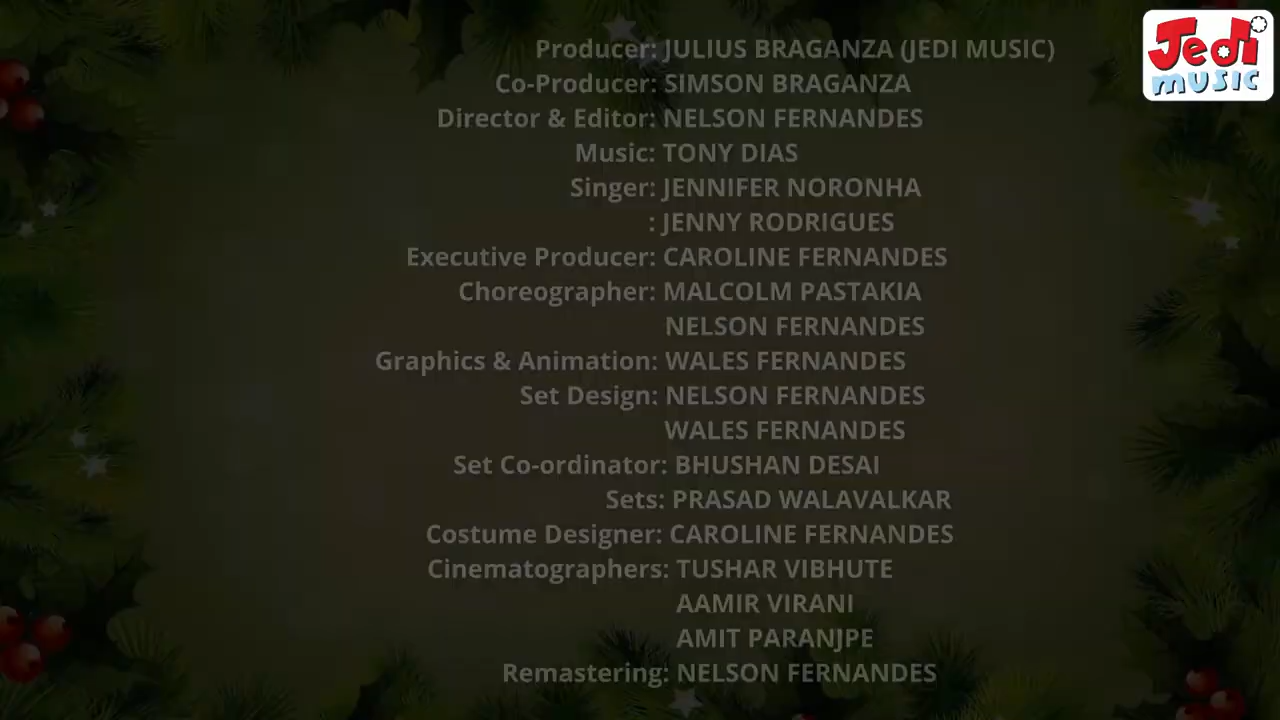 Jedi
music
Producer: JULIUS BRAGANZA (JEDI MUSIC)
Co-Producer: SIMSON BRAGANZA
Director & Editor: NELSON FERNANDES
Music: TONY DIAS
Singer: JENNIFER NORONHA
: JENNY RODRIGUES
Executive Producer: CAROLINE FERNANDES
Choreographer: MALCOLM PASTAKIA
NELSON FERNANDES
Graphics & Animation: WALES FERNANDES
Set Design: NELSON FERNANDES
WALES FERNANDES
Set Co-ordinator: BHUSHAN DESAI
Sets: PRASAD WALAVALKAR
Costume Designer: CAROLINE FERNANDES
Cinematographers: TUSHAR VIBHUTE
AAMIR VIRANI
AMIT PARANJPE
Remastering: NELSON FERNANDES